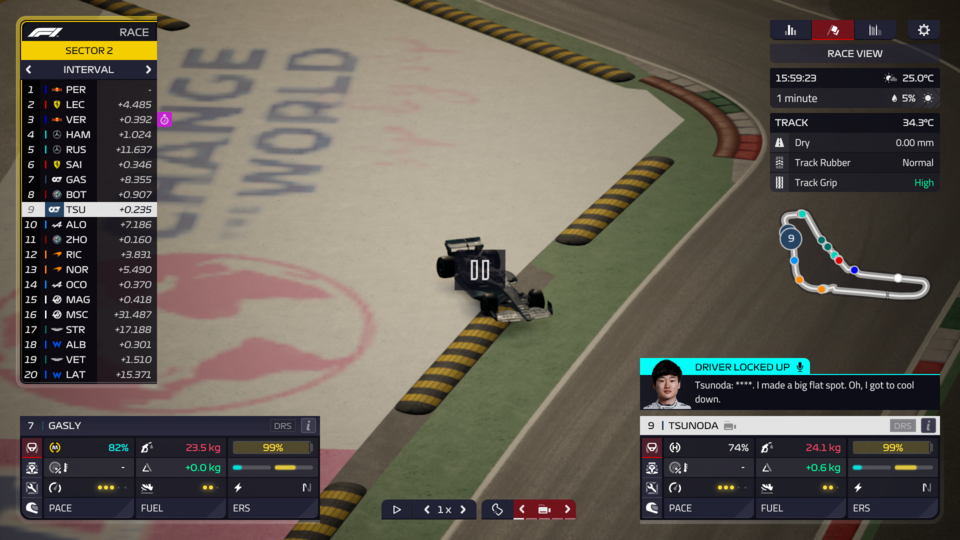 F1 RACE
SECTOR 2
INTERVAL
1 PER -
2 LEC +4.485
3 VER +0.392
4 HAM +1.024
5 RUS +11.637
6 SAI +0.346
7 GAS +8.355
8 BOT +0.907
9 TSU +0.235
10 ALO +7.186
11 ZHO +0.160
12 RIC +3.831
13 NOR +5.490
14 OCO +0.370
15 MAG +0.418
16 MSC +31.487
17 STR +17.188
18 ALB +0.301
19 VET +1.510
20 LAT +15.371
CHANGE
WORLD
RACE VIEW
15:59:23 25.0°C
1 minute 5%
TRACK 34.3°C
Dry 0.00 mm
Track Rubber Normal
Track Grip High
9
DRIVER LOCKED UP
Tsunoda: ****. I made a big flat spot. Oh, I got to cool
down.
7 GASLY DRS i
M 82% 23.5 kg 99%
- +0.0 kg
N
PACE FUEL ERS
1x
9 TSUNODA DRS i
H 74% 24.1 kg 99%
- +0.6 kg
N
PACE FUEL ERS